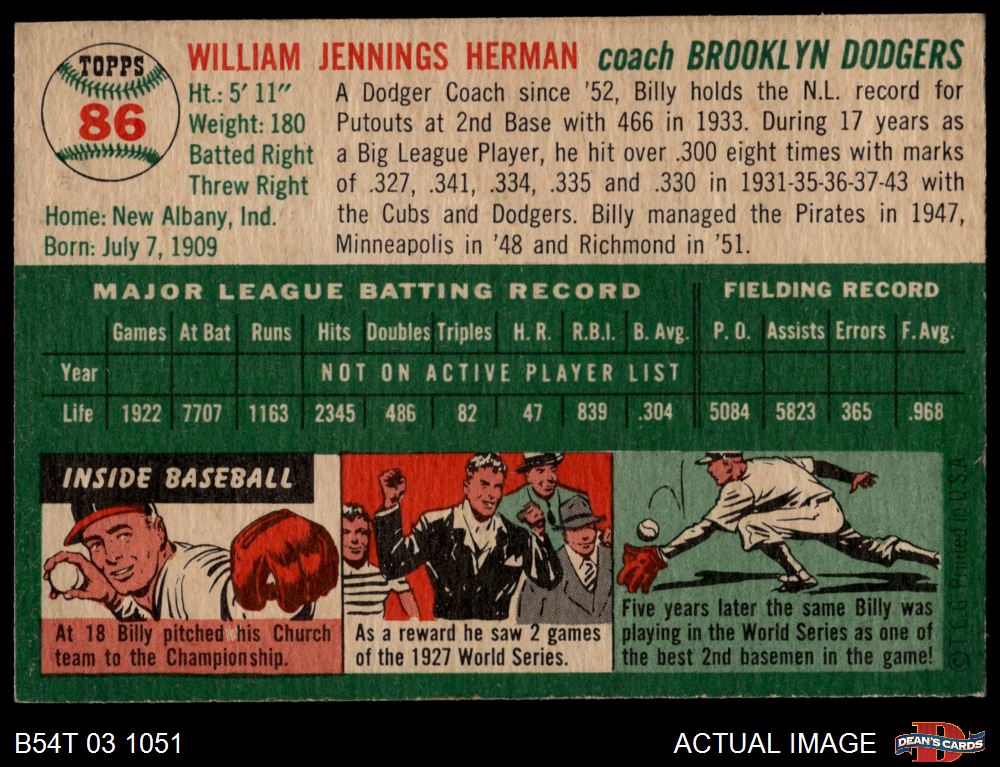 TOPPS
86
WILLIAM JENNINGS HERMAN coach BROOKLYN DODGERS
Ht.: 5' 11"
Weight: 180
Batted Right
Threw Right
Home: New Albany, Ind.
Born: July 7, 1909
A Dodger Coach since '52, Billy holds the N.L. record for
Putouts at 2nd Base with 466 in 1933. During 17 years as
a Big League Player, he hit over .300 eight times with marks
of .327, .341, .334, .335 and .330 in 1931-35-36-37-43 with
the Cubs and Dodgers. Billy managed the Pirates in 1947,
Minneapolis in '48 and Richmond in '51.
MAJOR LEAGUE BATTING RECORD FIELDING RECORD
Games At Bat Runs Hits Doubles Triples H. R. R.B.I. B. Avg. P. O. Assists Errors F. Avg.
Year NOT ON ACTIVE PLAYER LIST
Life 1922 7707 1163 2345 486 82 47 839 .304 5084 5823 365 .968
INSIDE BASEBALL
At 18 Billy pitched his Church
team to the Championship.
As a reward he saw 2 games
of the 1927 World Series.
Five years later the same Billy was
playing in the World Series as one of
the best 2nd basemen in the game!
© T.C.G. Printed in U.S.A.
B54T 03 1051
ACTUAL IMAGE
D
DEAN'S CARDS